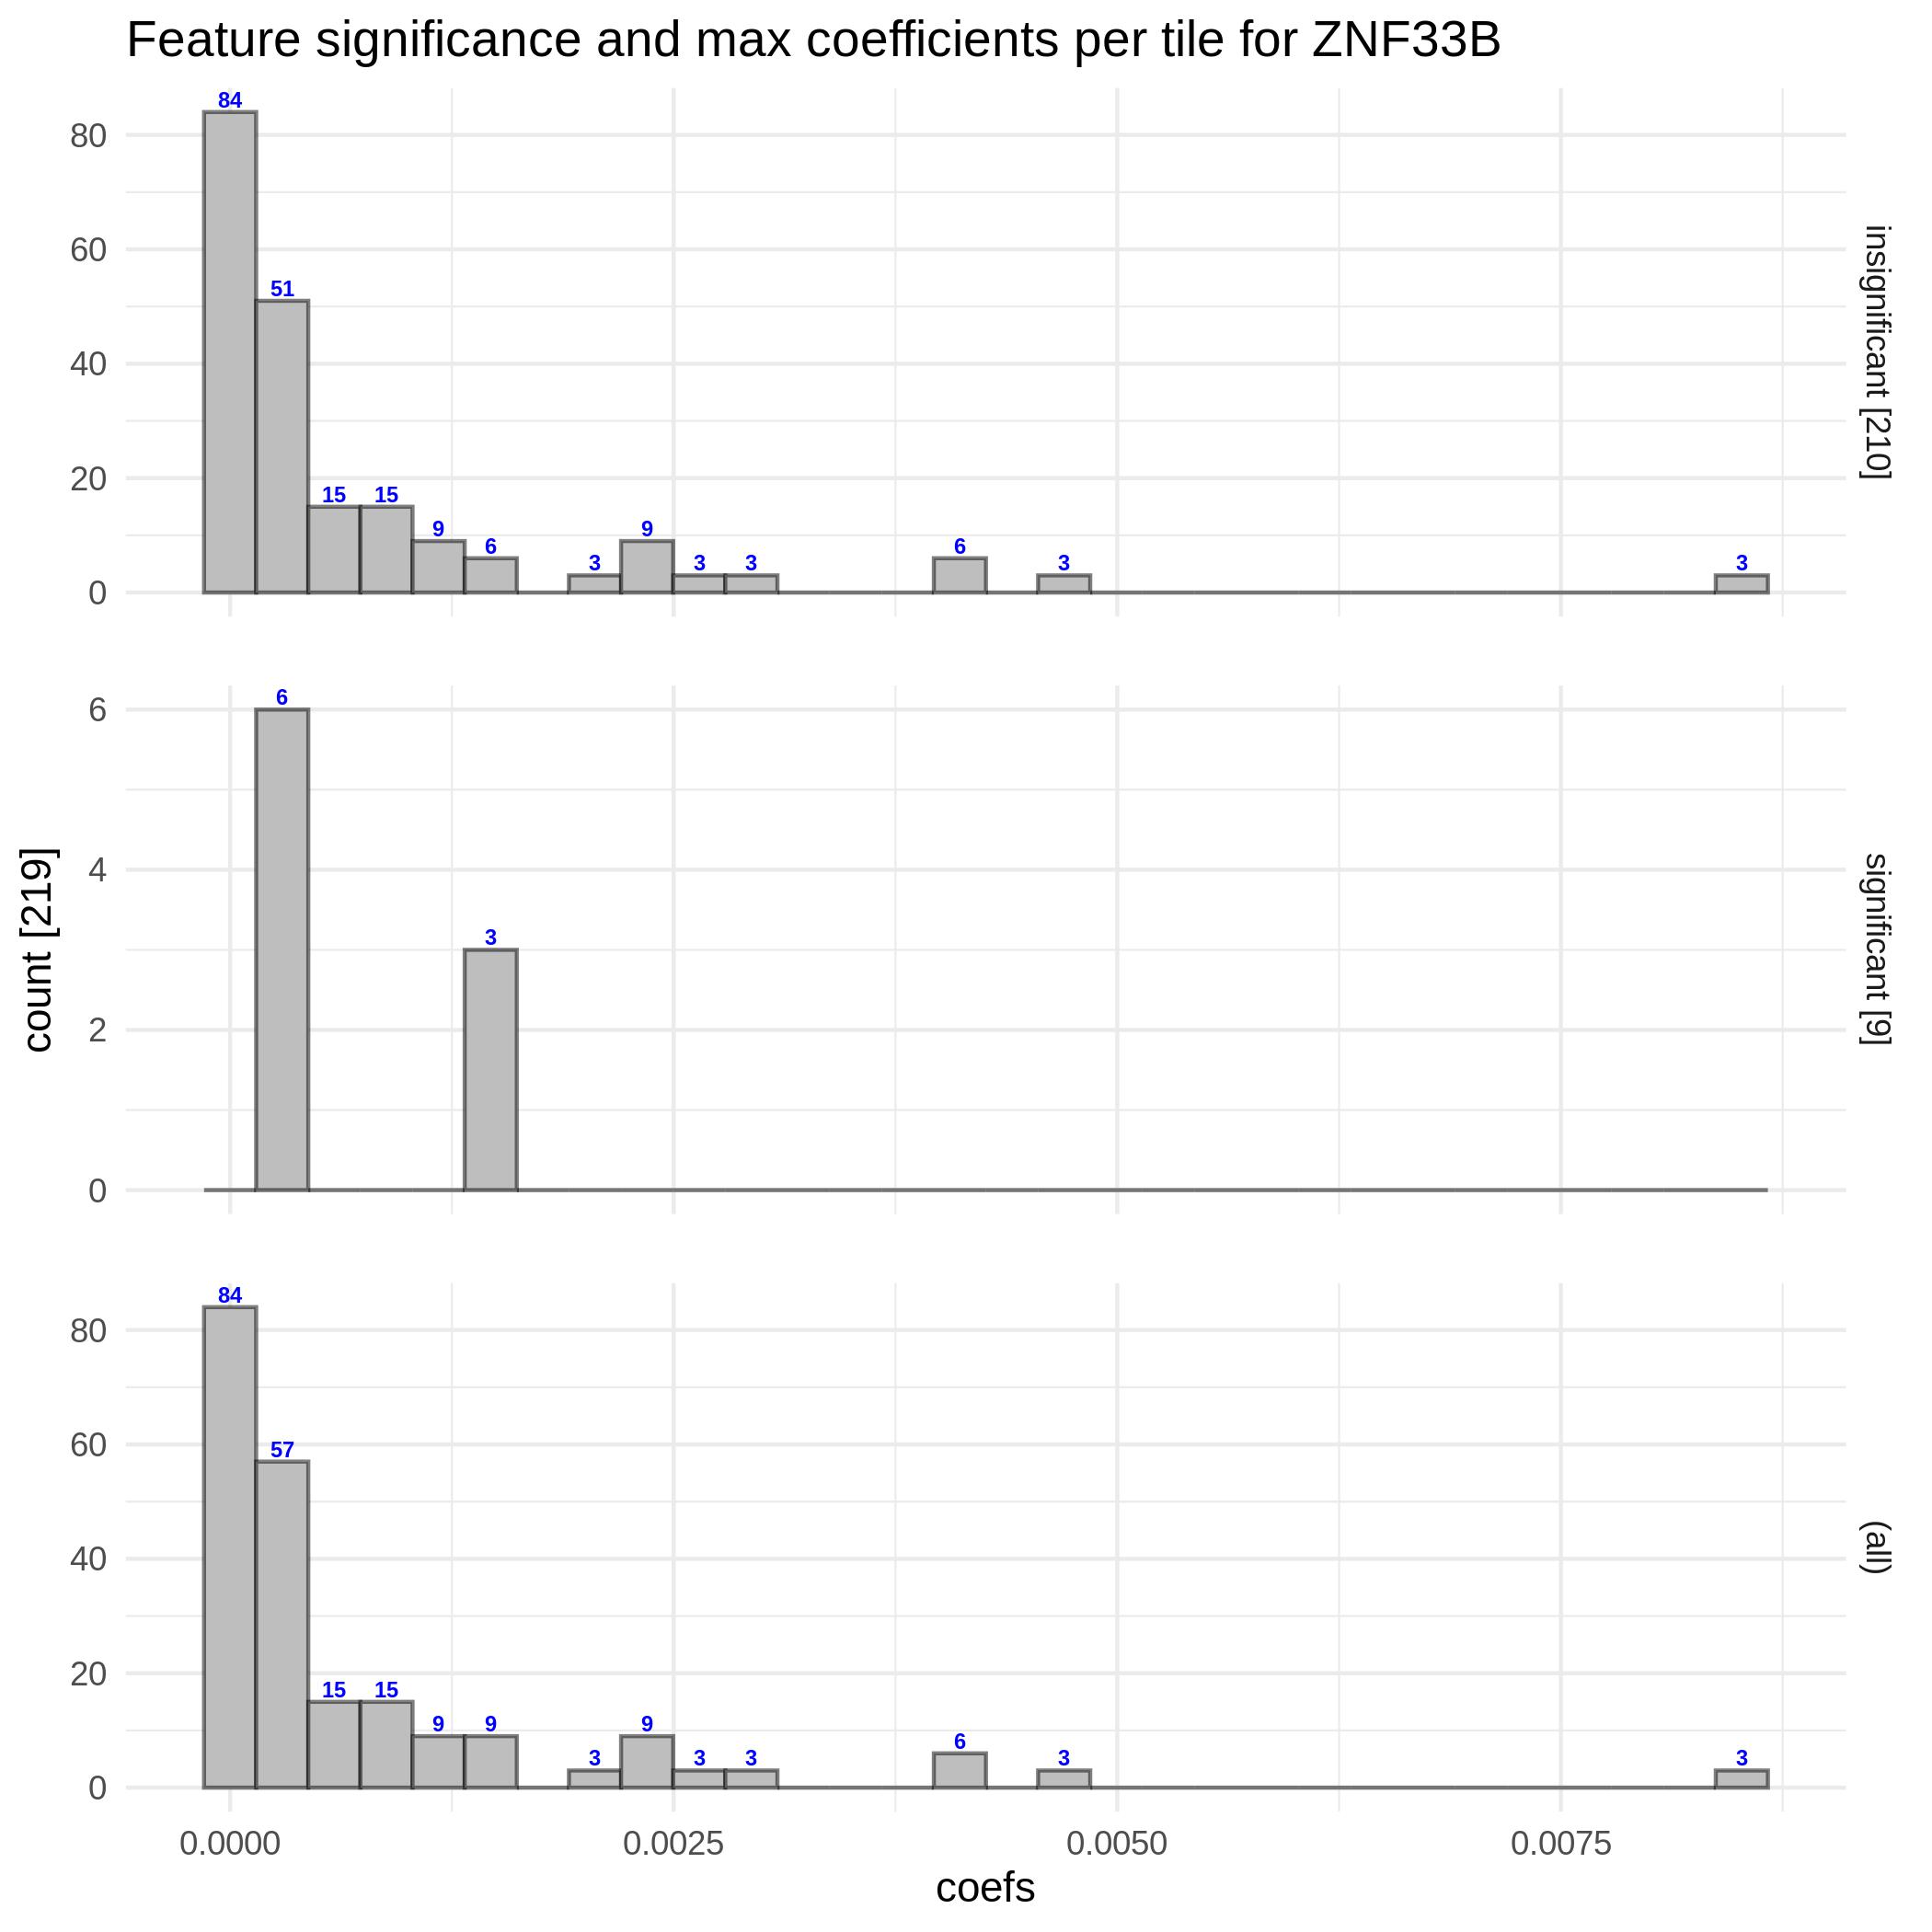 Feature significance and max coefficients per tile for ZNF33B
84
80
60
51
40
20
15 15
9 6 3 9 3 3 6 3 3
0
insignificant [210]
6
6
4
3
2
0
significant [9]
count [219]
84
80
60
57
40
20
15 15
9 9 3 9 3 3 6 3 3
0
(all)
0.0000 0.0025 0.0050 0.0075
coefs